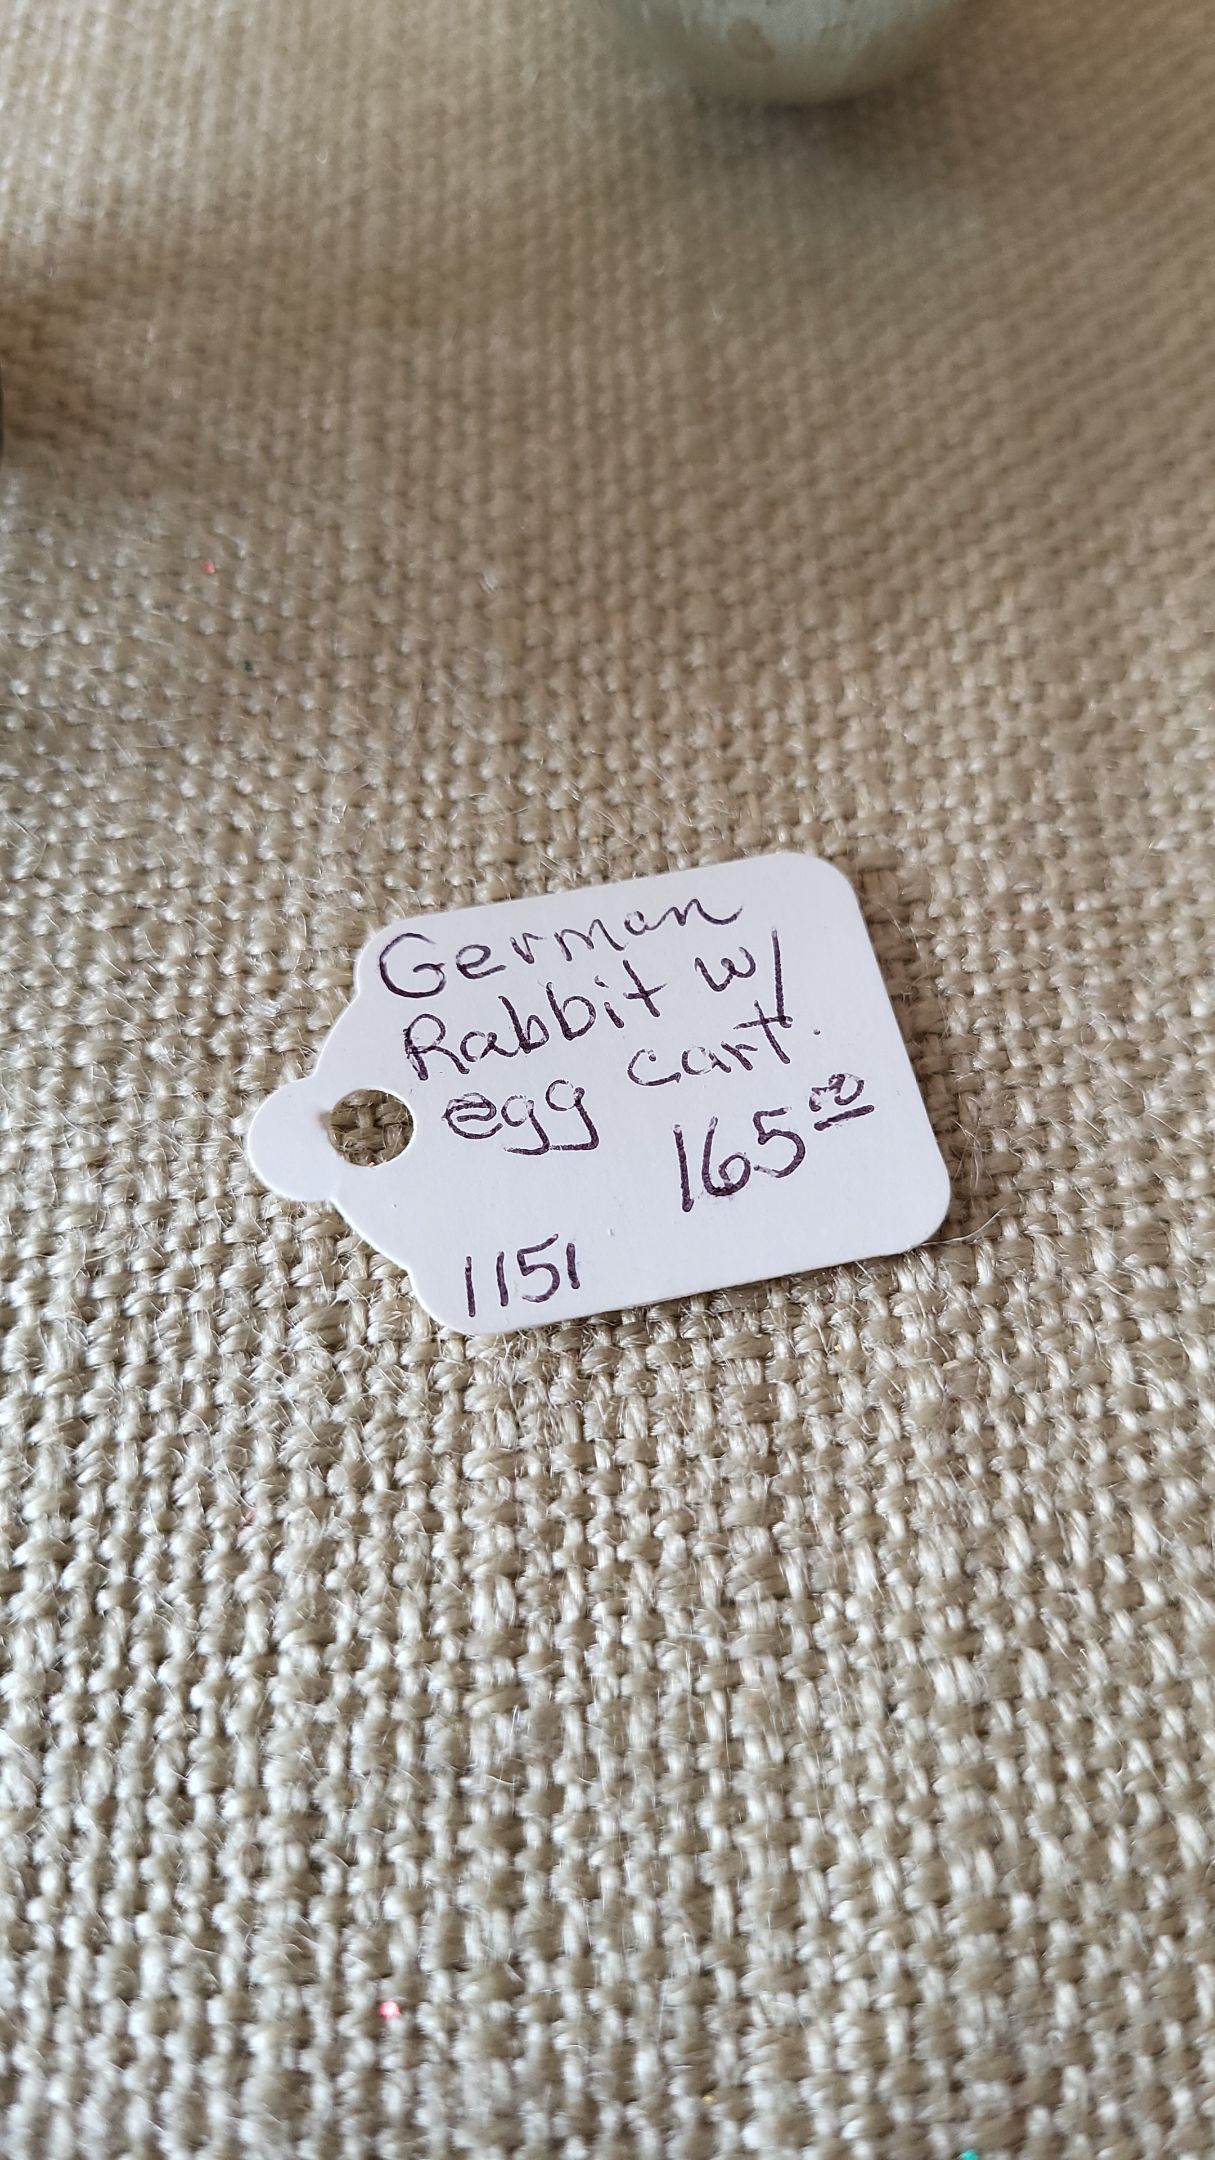 German
Rabbit w/
egg cart.
165.00
1151